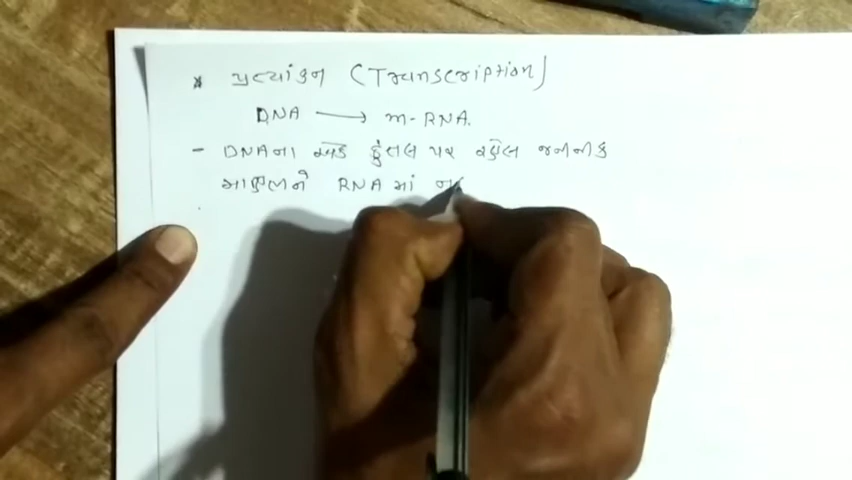 * પ્રત્યાંકન (Transcription)
DNA ⟶ m-RNA.
- DNAના એક કુંતલ પર રહેલ જનીનીક
માહિતીને RNA માં